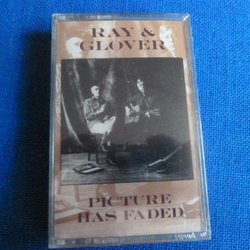 RAY &
GLOVER
PICTURE
HAS FADED